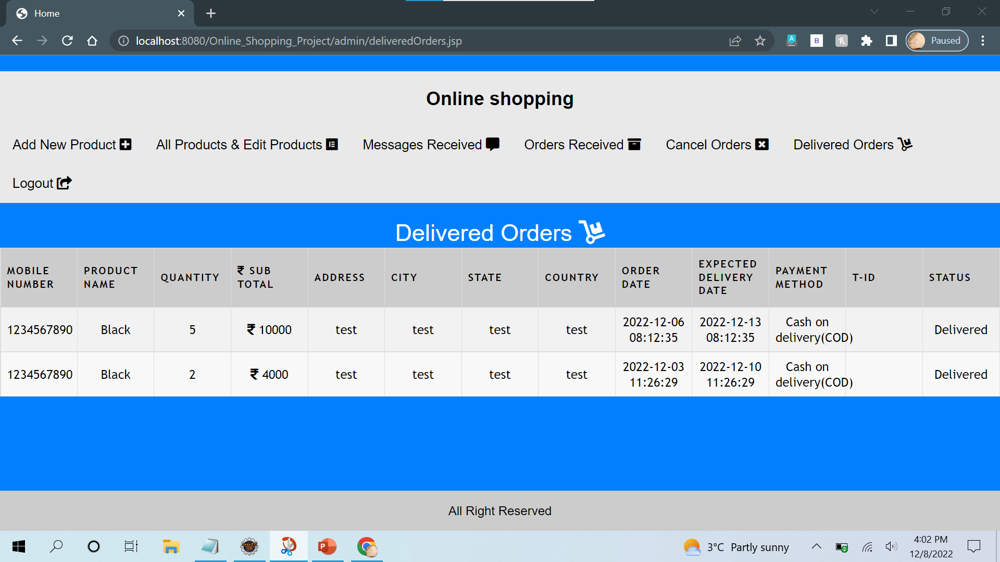 Home
localhost:8080/Online_Shopping_Project/admin/deliveredOrders.jsp
A
B
h
Paused
Online shopping
Add New Product
All Products & Edit Products
Messages Received
Orders Received
Cancel Orders
Delivered Orders
Logout
Delivered Orders
MOBILE NUMBER
PRODUCT NAME
QUANTITY
₹ SUB TOTAL
ADDRESS
CITY
STATE
COUNTRY
ORDER DATE
EXPECTED DELIVERY DATE
PAYMENT METHOD
T-ID
STATUS
1234567890 Black 5 ₹ 10000 test test test test 2022-12-06 08:12:35 2022-12-13 08:12:35 Cash on delivery(COD) Delivered
1234567890 Black 2 ₹ 4000 test test test test 2022-12-03 11:26:29 2022-12-10 11:26:29 Cash on delivery(COD) Delivered
All Right Reserved
Java EE
IDE
P
3°C Partly sunny
4:02 PM
12/8/2022